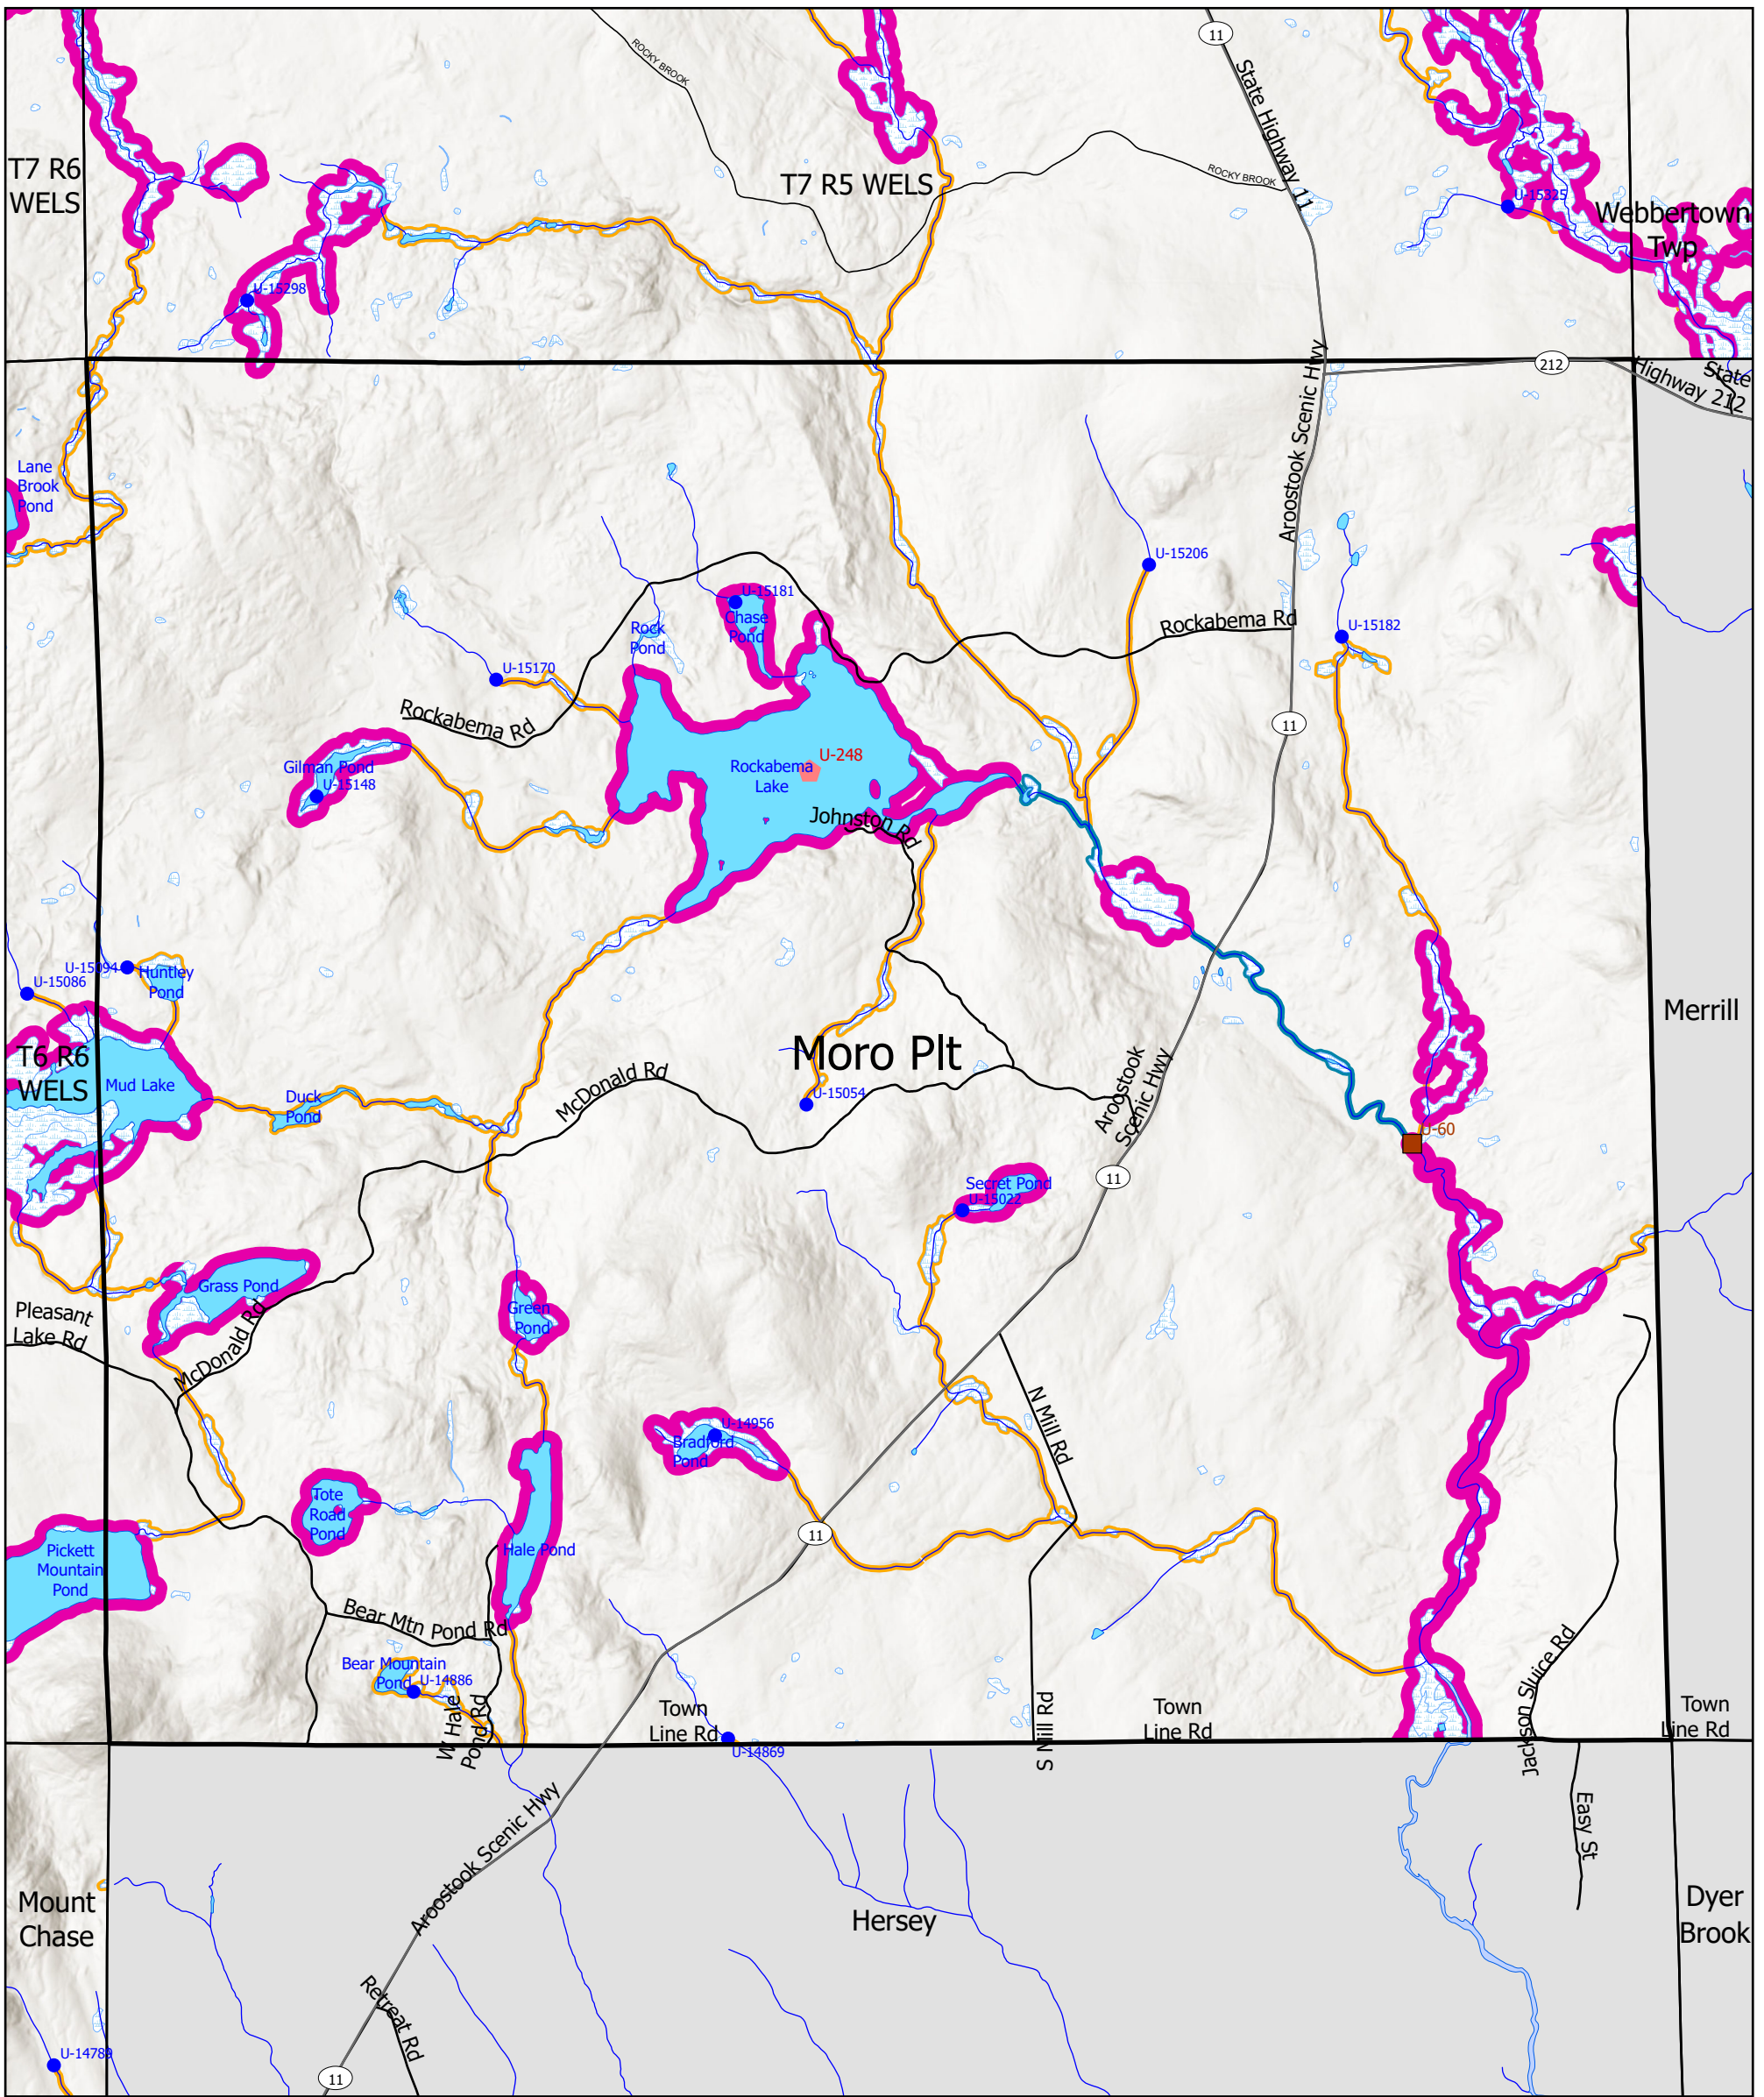 11
ROCKY BROOK
State Highway 11
T7 R6
WELS
T7 R5 WELS
ROCKY BROOK
U-15325
Webbertown
Twp
U-15298
212
State
Highway 212
Aroostook Scenic Hwy
Lane
Brook
Pond
U-15206
U-15181
Chase
Pond
Rock
Pond
Rockabema Rd
U-15182
U-15170
Rockabema Rd
11
Gilman Pond
U-15148
U-248
Rockabema
Lake
Johnston Rd
U-15094
Huntley
Pond
U-15086
Merrill
T6 R6
WELS
Mud Lake
Moro Plt
McDonald Rd
Duck
Pond
U-15054
Aroostook
Scenic Hwy
U-60
11
Secret Pond
U-15022
Grass Pond
Pleasant
Lake Rd
McDonald Rd
Green
Pond
N Mill Rd
U-14956
Bradford
Pond
Tote
Road
Pond
11
Hale Pond
Pickett
Mountain
Pond
Bear Mtn Pond Rd
Bear Mountain
Pond
U-14886
W Hale
Pond Rd
Town
Line Rd
U-14869
S Mill Rd
Town
Line Rd
Jackson Sluice Rd
Town
Line Rd
Easy St
Aroostook Scenic Hwy
Mount
Chase
Hersey
Dyer
Brook
Retreat Rd
U-14789
11